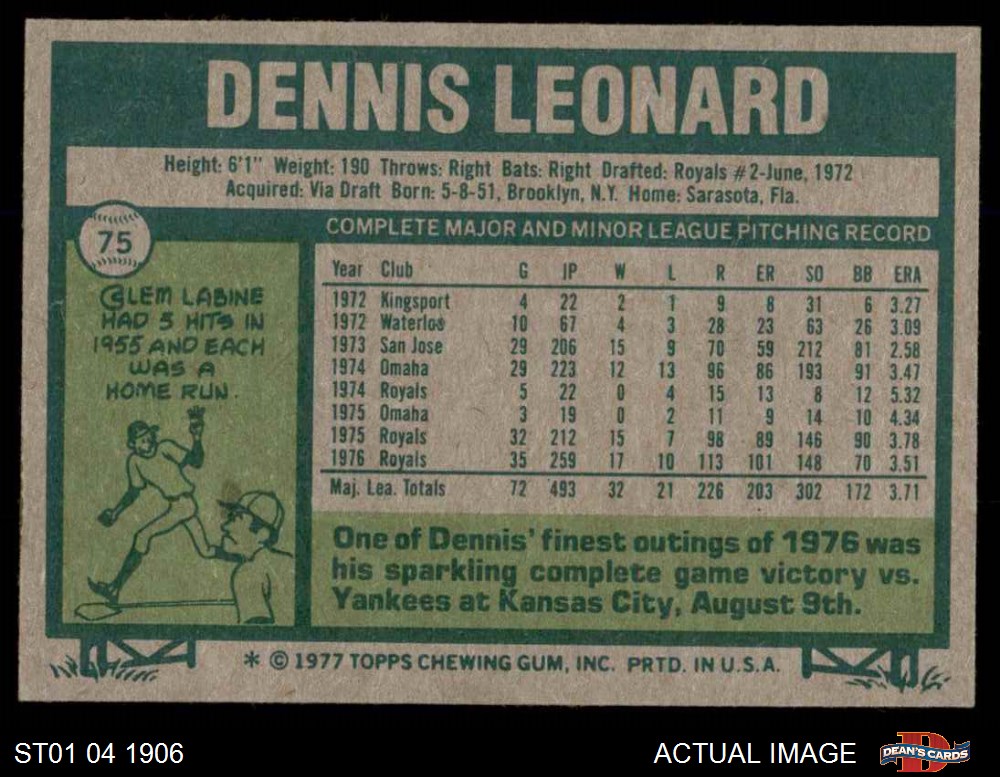 DENNIS LEONARD
Height: 6'1" Weight: 190 Throws: Right Bats: Right Drafted: Royals #2-June, 1972
Acquired: Via Draft Born: 5-8-51, Brooklyn, N.Y. Home: Sarasota, Fla.
75
CLEM LABINE
HAD 5 HITS IN
1955 AND EACH
WAS A
HOME RUN.
COMPLETE MAJOR AND MINOR LEAGUE PITCHING RECORD
Year Club G IP W L R ER SO BB ERA
1972 Kingsport 4 22 2 1 9 8 31 6 3.27
1972 Waterloo 10 67 4 3 28 23 63 26 3.09
1973 San Jose 29 206 15 9 70 59 212 81 2.58
1974 Omaha 29 223 12 13 96 86 193 91 3.47
1974 Royals 5 22 0 4 15 13 8 12 5.32
1975 Omaha 3 19 0 2 11 9 14 10 4.34
1975 Royals 32 212 15 7 98 89 146 90 3.78
1976 Royals 35 259 17 10 113 101 148 70 3.51
Maj. Lea. Totals 72 493 32 21 226 203 302 172 3.71
One of Dennis' finest outings of 1976 was
his sparkling complete game victory vs.
Yankees at Kansas City, August 9th.
* © 1977 TOPPS CHEWING GUM, INC. PRTD. IN U.S.A.
ST01 04 1906
ACTUAL IMAGE
DEAN'S CARDS